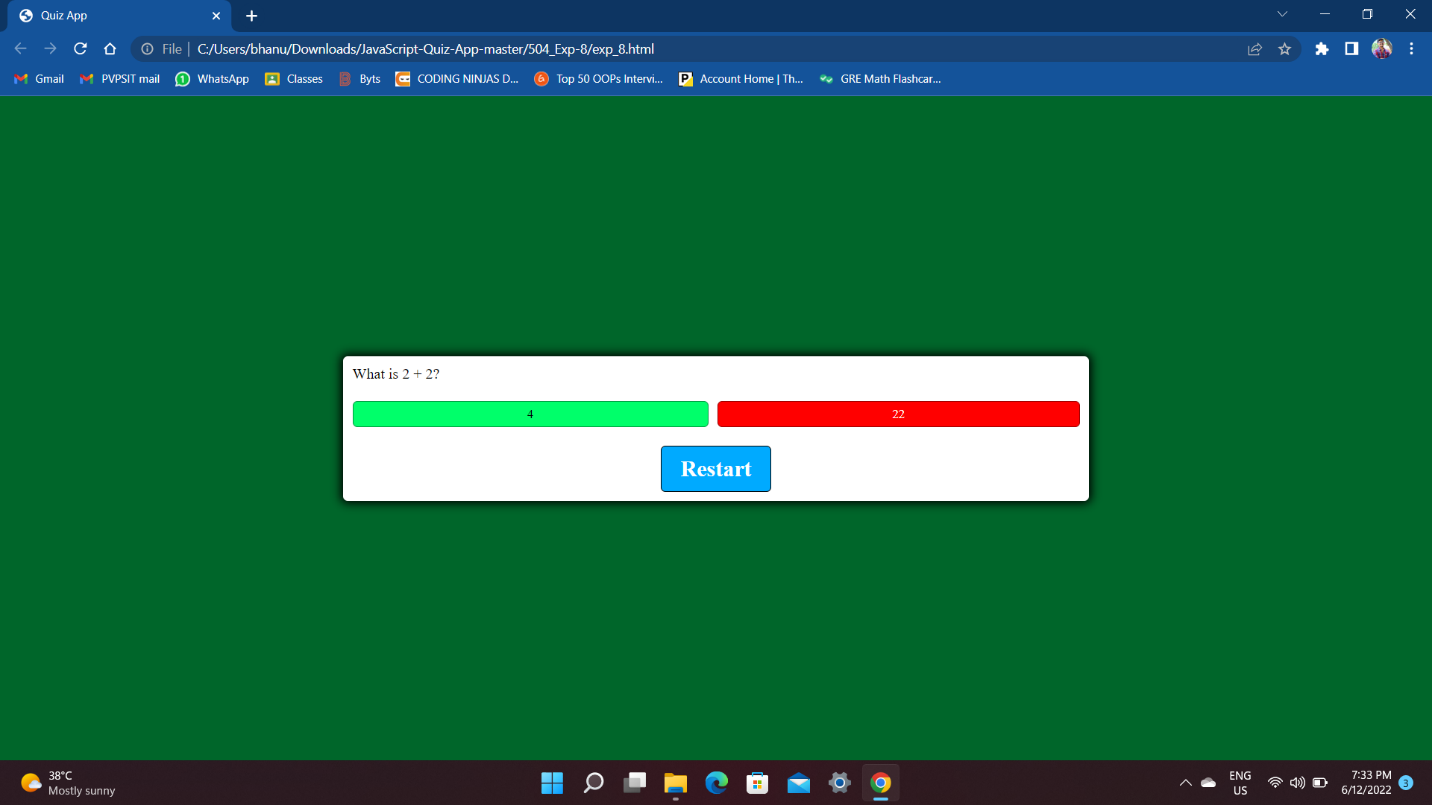 Quiz App
File | C:/Users/bhanu/Downloads/JavaScript-Quiz-App-master/504_Exp-8/exp_8.html
Gmail PVPSIT mail WhatsApp Classes Byts CODING NINJAS D... Top 50 OOPs Intervi... Account Home | Th... GRE Math Flashcar...
What is 2 + 2?
4 22
Restart
38°C
Mostly sunny
ENG
US
7:33 PM
6/12/2022
3